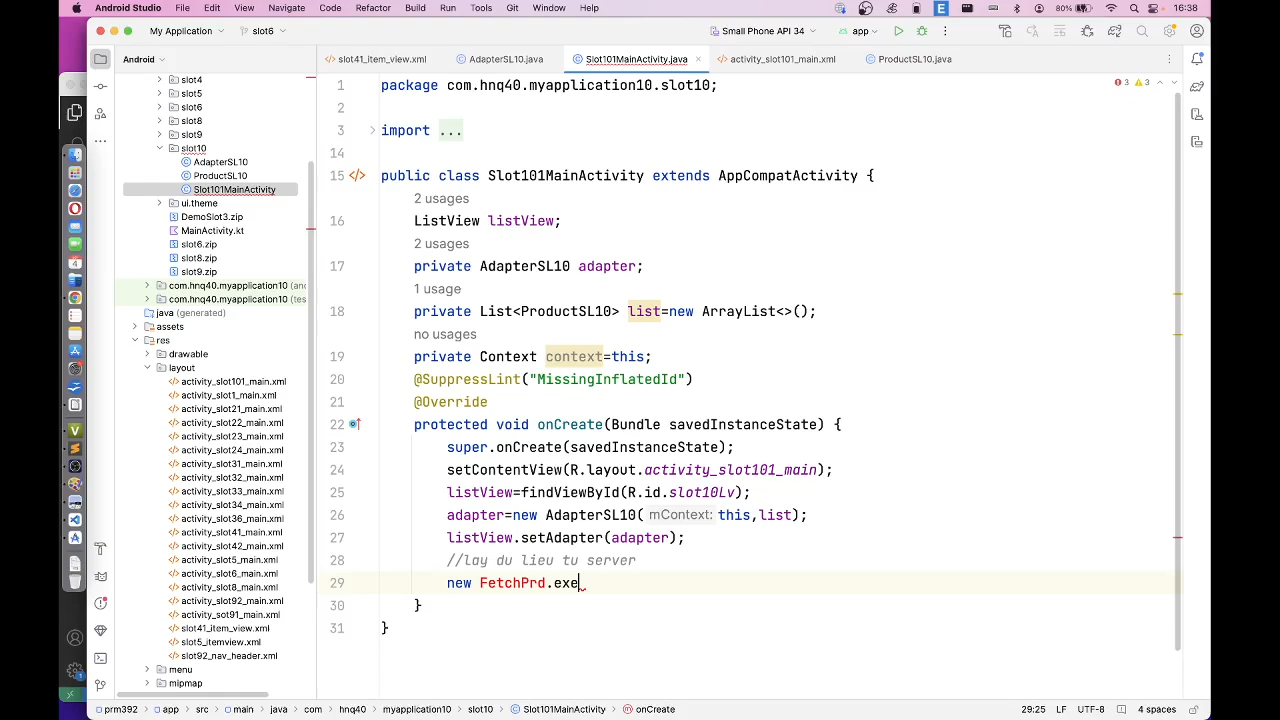 Android Studio File Edit View Navigate Code Refactor Build Run Tools Git Window Help 80% 16:38
My Application slot6 Small Phone API 34 app
Android
slot41_item_view.xml AdapterSL10.java Slot101MainActivity.java activity_slot101_main.xml ProductSL10.java
slot4
slot5
slot6
slot8
slot9
slot10
AdapterSL10
ProductSL10
Slot101MainActivity
ui.theme
DemoSlot3.zip
MainActivity.kt
slot6.zip
slot8.zip
slot9.zip
com.hnq40.myapplication10 (and
com.hnq40.myapplication10 (tes
java (generated)
assets
res
drawable
layout
activity_slot101_main.xml
activity_slot1_main.xml
activity_slot21_main.xml
activity_slot22_main.xml
activity_slot23_main.xml
activity_slot24_main.xml
activity_slot31_main.xml
activity_slot32_main.xml
activity_slot33_main.xml
activity_slot34_main.xml
activity_slot36_main.xml
activity_slot41_main.xml
activity_slot42_main.xml
activity_slot5_main.xml
activity_slot6_main.xml
activity_slot8_main.xml
activity_slot92_main.xml
activity_sot91_main.xml
slot41_item_view.xml
slot5_itemview.xml
slot92_nav_header.xml
menu
mipmap
3 3
1 package com.hnq40.myapplication10.slot10;
2
3 import ...
14
15 public class Slot101MainActivity extends AppCompatActivity {
2 usages
16 ListView listView;
2 usages
17 private AdapterSL10 adapter;
1 usage
18 private List<ProductSL10> list=new ArrayList<>();
no usages
19 private Context context=this;
20 @SuppressLint("MissingInflatedId")
21 @Override
22 protected void onCreate(Bundle savedInstanceState) {
23 super.onCreate(savedInstanceState);
24 setContentView(R.layout.activity_slot101_main);
25 listView=findViewById(R.id.slot10Lv);
26 adapter=new AdapterSL10( mContext: this,list);
27 listView.setAdapter(adapter);
28 //lay du lieu tu server
29 new FetchPrd.exe
30 }
31 }
prm392 app src main java com hnq40 myapplication10 slot10 Slot101MainActivity onCreate 29:25 LF UTF-8 4 spaces